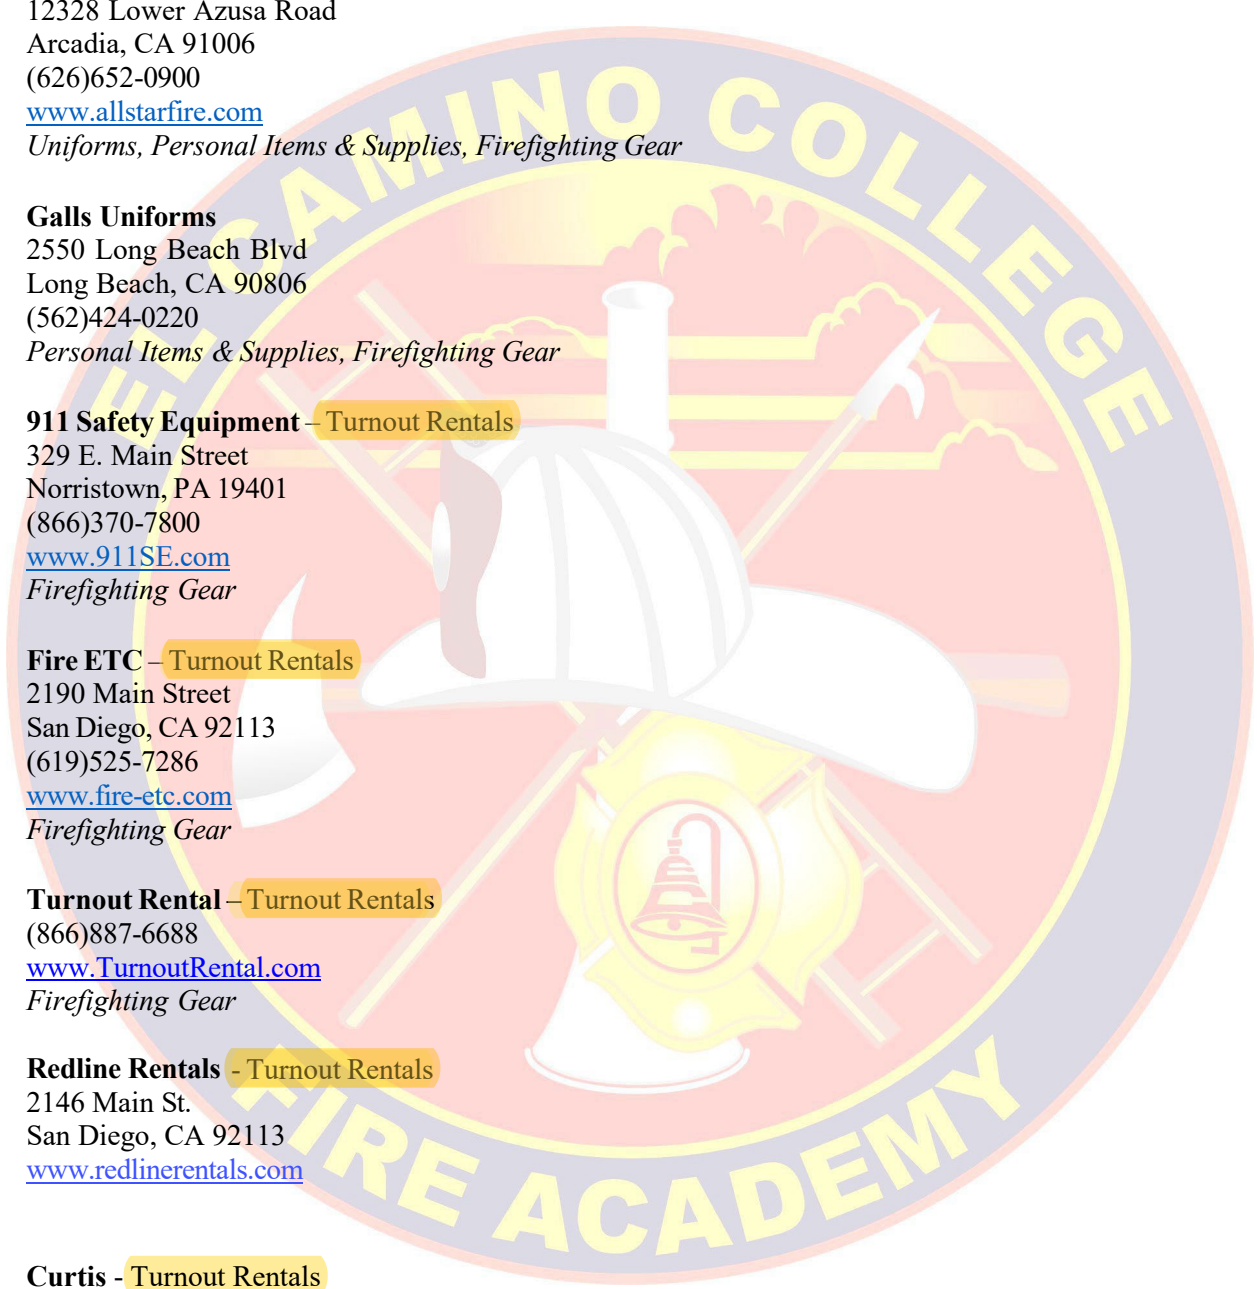 12328 Lower Azusa Road
Arcadia, CA 91006
(626)652-0900
www.allstarfire.com
Uniforms, Personal Items & Supplies, Firefighting Gear
Galls Uniforms
2550 Long Beach Blvd
Long Beach, CA 90806
(562)424-0220
Personal Items & Supplies, Firefighting Gear
911 Safety Equipment – Turnout Rentals
329 E. Main Street
Norristown, PA 19401
(866)370-7800
www.911SE.com
Firefighting Gear
Fire ETC – Turnout Rentals
2190 Main Street
San Diego, CA 92113
(619)525-7286
www.fire-etc.com
Firefighting Gear
Turnout Rental – Turnout Rentals
(866)887-6688
www.TurnoutRental.com
Firefighting Gear
Redline Rentals - Turnout Rentals
2146 Main St.
San Diego, CA 92113
www.redlinerentals.com
Curtis - Turnout Rentals
EL CAMINO COLLEGE
FIRE ACADEMY